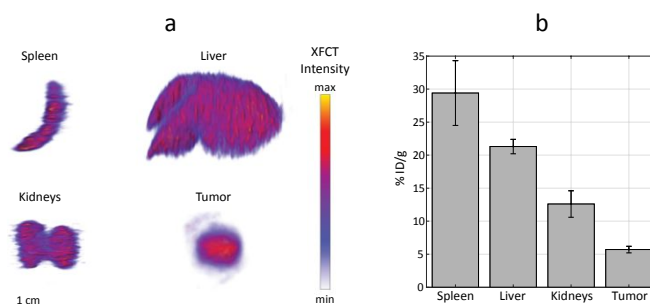 a
Spleen
Liver
Kidneys
Tumor
1 cm
XFCT
Intensity
max
min
b
% ID/g
35
30
25
20
15
10
5
0
Spleen
Liver
Kidneys
Tumor